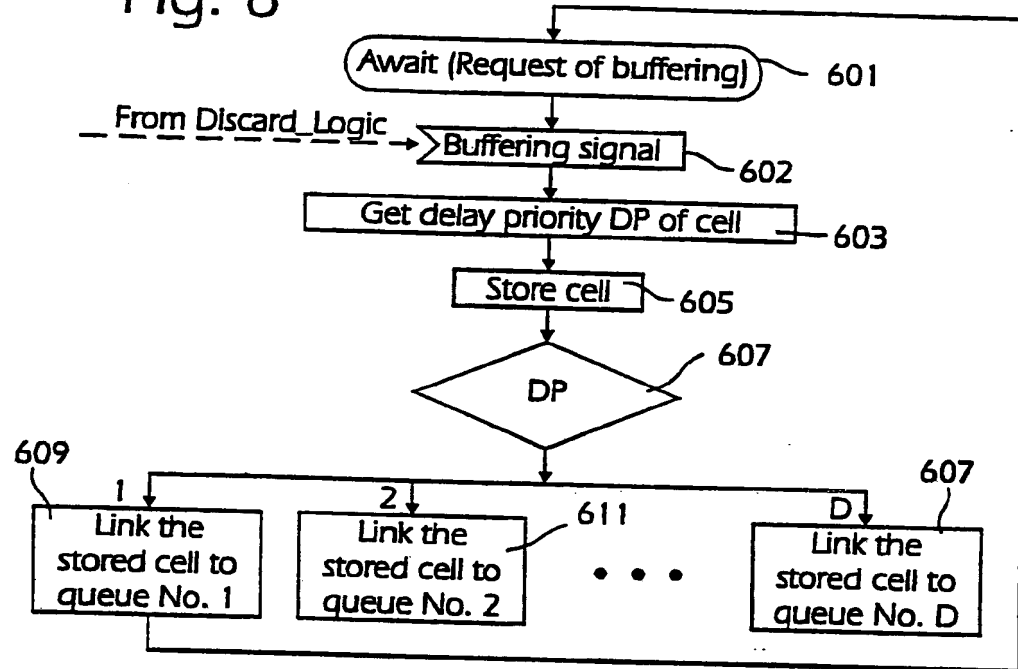 Fig. 6
Await (Request of buffering)
601
From Discard_Logic
Buffering signal
602
Get delay priority DP of cell
603
Store cell
605
DP
607
609
1
Link the
stored cell to
queue No. 1
2
611
Link the
stored cell to
queue No. 2
• • •
607
D
Link the
stored cell to
queue No. D